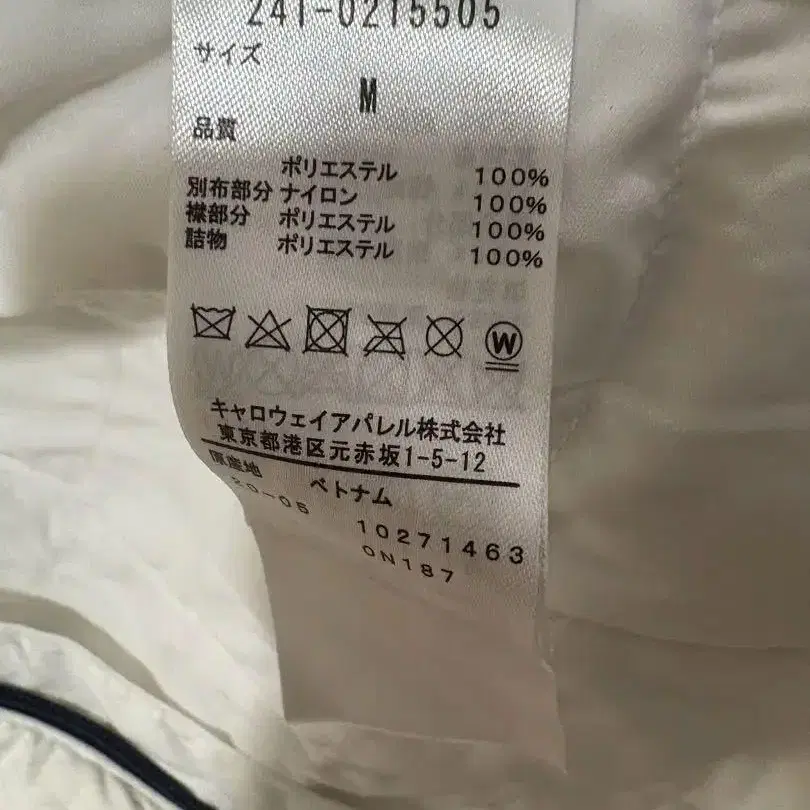 241-0215505
サイズ
M
品質
ポリエステル 100%
別布部分 ナイロン 100%
襟部分 ポリエステル 100%
詰物 ポリエステル 100%
W
キャロウェイアパレル株式会社
東京都港区元赤坂1-5-12
原産地 ベトナム
20-05 10271463
0N187